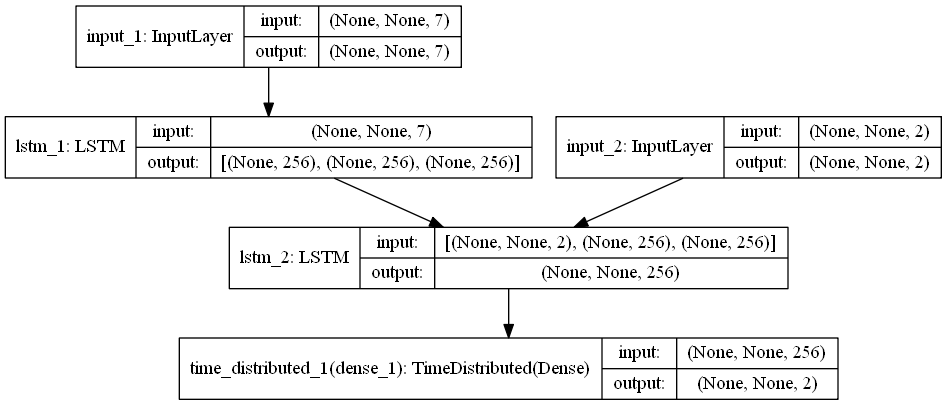 input_1: InputLayer
input: (None, None, 7)
output: (None, None, 7)
lstm_1: LSTM
input: (None, None, 7)
output: [(None, 256), (None, 256), (None, 256)]
input_2: InputLayer
input: (None, None, 2)
output: (None, None, 2)
lstm_2: LSTM
input: [(None, None, 2), (None, 256), (None, 256)]
output: (None, None, 256)
time_distributed_1(dense_1): TimeDistributed(Dense)
input: (None, None, 256)
output: (None, None, 2)